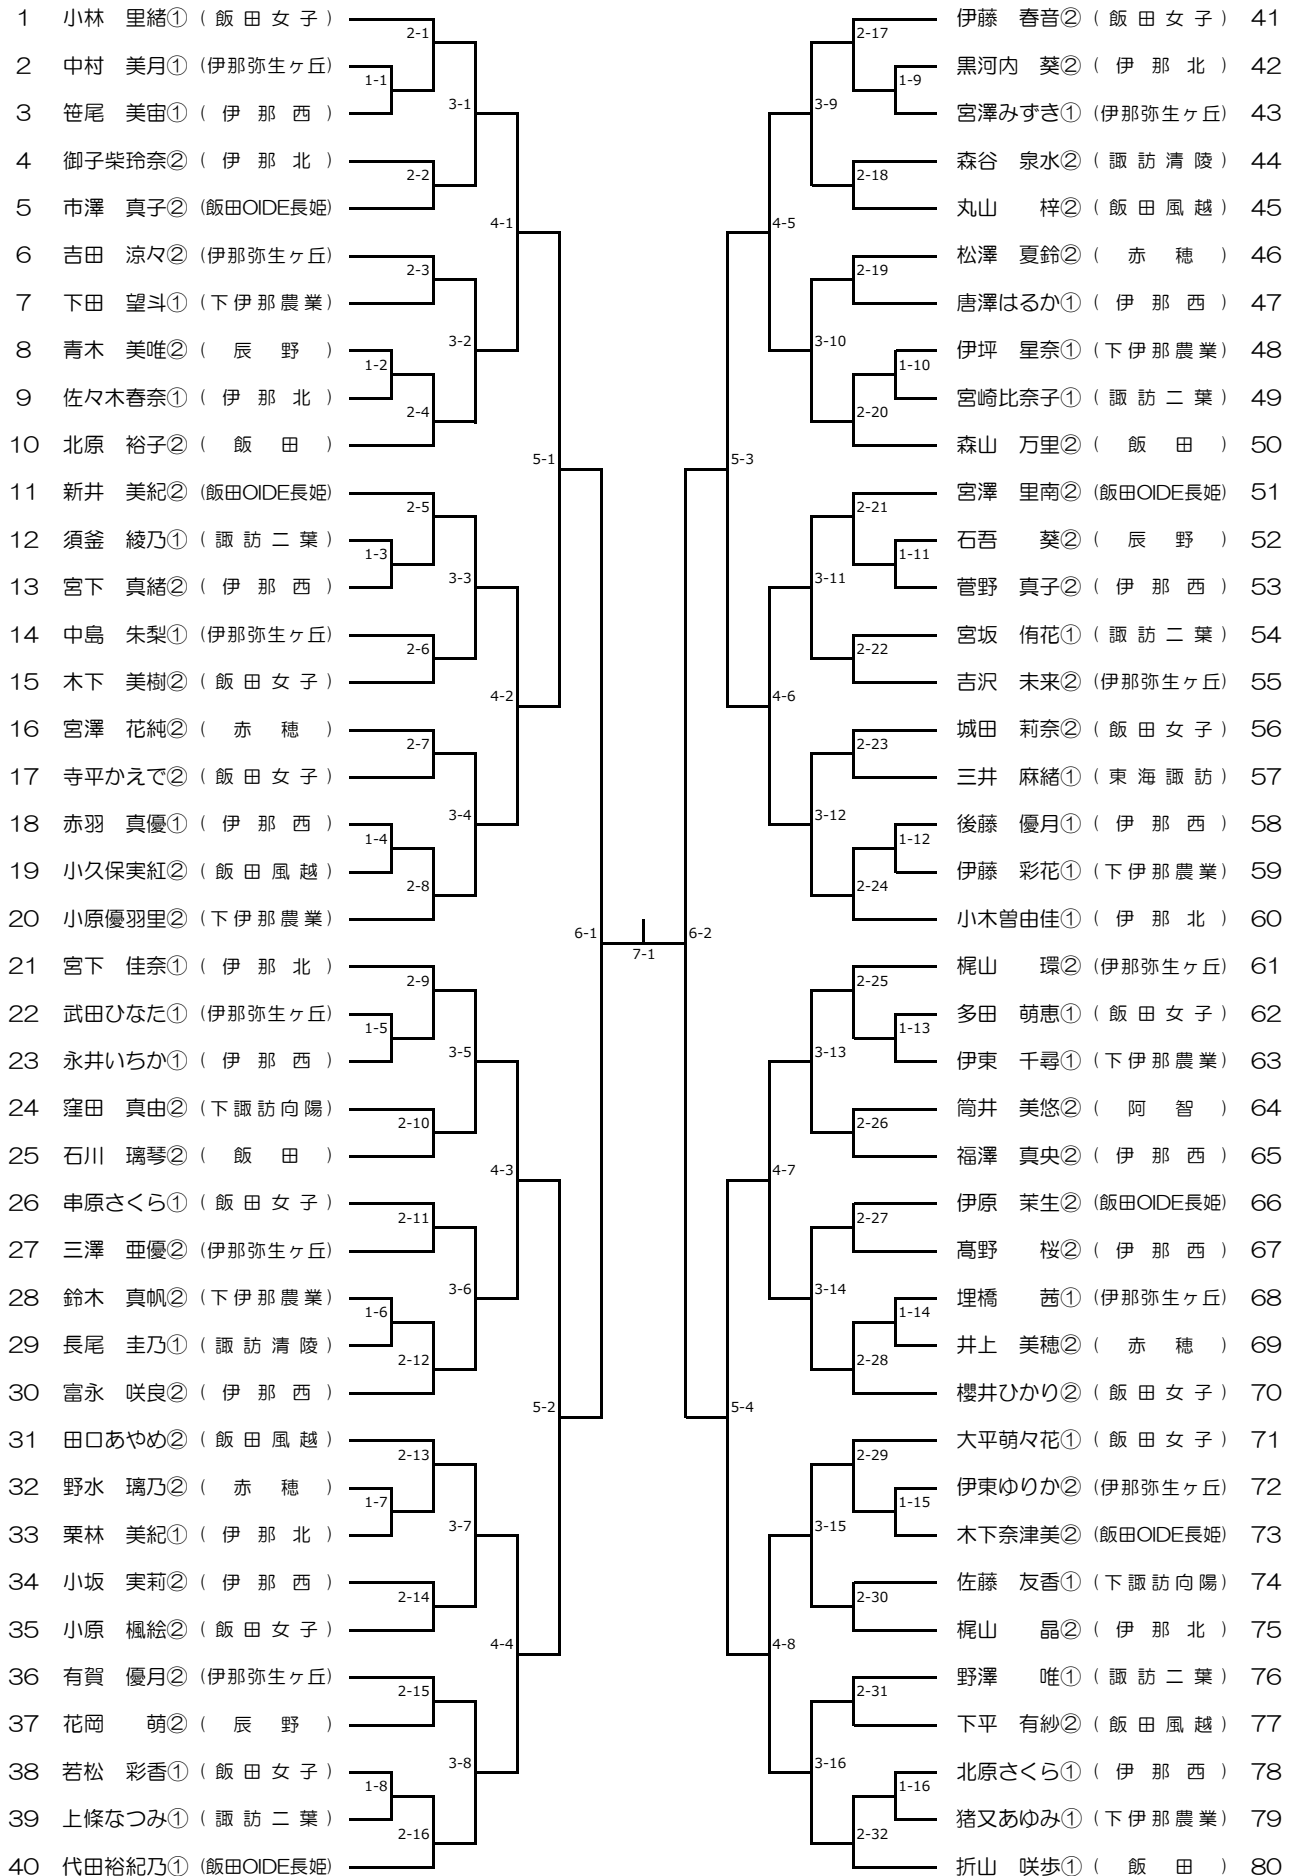 1 小林 里緒① ( 飯 田 女 子 )
2 中村 美月① (伊那弥生ヶ丘)
3 笹尾 美宙① ( 伊 那 西 )
4 御子柴玲奈② ( 伊 那 北 )
5 市澤 真子② (飯田OIDE長姫)
6 吉田 涼々② (伊那弥生ヶ丘)
7 下田 望斗① (下伊那農業)
8 青木 美唯② ( 辰 野 )
9 佐々木春奈① ( 伊 那 北 )
10 北原 裕子② ( 飯 田 )
11 新井 美紀② (飯田OIDE長姫)
12 須釜 綾乃① ( 諏 訪 二 葉 )
13 宮下 真緒② ( 伊 那 西 )
14 中島 朱梨① (伊那弥生ヶ丘)
15 木下 美樹② ( 飯 田 女 子 )
16 宮澤 花純② ( 赤 穂 )
17 寺平かえで② ( 飯 田 女 子 )
18 赤羽 真優① ( 伊 那 西 )
19 小久保実紅② ( 飯 田 風 越 )
20 小原優羽里② (下伊那農業)
21 宮下 佳奈① ( 伊 那 北 )
22 武田ひなた① (伊那弥生ヶ丘)
23 永井いちか① ( 伊 那 西 )
24 窪田 真由② (下諏訪向陽)
25 石川 璃琴② ( 飯 田 )
26 串原さくら① ( 飯 田 女 子 )
27 三澤 亜優② (伊那弥生ヶ丘)
28 鈴木 真帆② (下伊那農業)
29 長尾 圭乃① ( 諏 訪 清 陵 )
30 富永 咲良② ( 伊 那 西 )
31 田口あやめ② ( 飯 田 風 越 )
32 野水 璃乃② ( 赤 穂 )
33 栗林 美紀① ( 伊 那 北 )
34 小坂 実莉② ( 伊 那 西 )
35 小原 楓絵② ( 飯 田 女 子 )
36 有賀 優月② (伊那弥生ヶ丘)
37 花岡 萌② ( 辰 野 )
38 若松 彩香① ( 飯 田 女 子 )
39 上條なつみ① ( 諏 訪 二 葉 )
40 代田裕紀乃① (飯田OIDE長姫)
1-1
1-2
1-3
1-4
1-5
1-6
1-7
1-8
2-1
2-2
2-3
2-4
2-5
2-6
2-7
2-8
2-9
2-10
2-11
2-12
2-13
2-14
2-15
2-16
3-1
3-2
3-3
3-4
3-5
3-6
3-7
3-8
4-1
4-2
4-3
4-4
5-1
5-2
6-1
7-1
6-2
5-3
5-4
4-5
4-6
4-7
4-8
3-9
3-10
3-11
3-12
3-13
3-14
3-15
3-16
2-17
2-18
2-19
2-20
2-21
2-22
2-23
2-24
2-25
2-26
2-27
2-28
2-29
2-30
2-31
2-32
1-9
1-10
1-11
1-12
1-13
1-14
1-15
1-16
伊藤 春音② ( 飯 田 女 子 ) 41
黒河内 葵② ( 伊 那 北 ) 42
宮澤みずき① (伊那弥生ヶ丘) 43
森谷 泉水② ( 諏 訪 清 陵 ) 44
丸山 梓② ( 飯 田 風 越 ) 45
松澤 夏鈴② ( 赤 穂 ) 46
唐澤はるか① ( 伊 那 西 ) 47
伊坪 星奈① (下伊那農業) 48
宮崎比奈子① ( 諏 訪 二 葉 ) 49
森山 万里② ( 飯 田 ) 50
宮澤 里南② (飯田OIDE長姫) 51
石吾 葵② ( 辰 野 ) 52
菅野 真子② ( 伊 那 西 ) 53
宮坂 侑花① ( 諏 訪 二 葉 ) 54
吉沢 未来② (伊那弥生ヶ丘) 55
城田 莉奈② ( 飯 田 女 子 ) 56
三井 麻緒① ( 東 海 諏 訪 ) 57
後藤 優月① ( 伊 那 西 ) 58
伊藤 彩花① (下伊那農業) 59
小木曽由佳① ( 伊 那 北 ) 60
梶山 環② (伊那弥生ヶ丘) 61
多田 萌恵① ( 飯 田 女 子 ) 62
伊東 千尋① (下伊那農業) 63
筒井 美悠② ( 阿 智 ) 64
福澤 真央② ( 伊 那 西 ) 65
伊原 茉生② (飯田OIDE長姫) 66
髙野 桜② ( 伊 那 西 ) 67
埋橋 茜① (伊那弥生ヶ丘) 68
井上 美穂② ( 赤 穂 ) 69
櫻井ひかり② ( 飯 田 女 子 ) 70
大平萌々花① ( 飯 田 女 子 ) 71
伊東ゆりか② (伊那弥生ヶ丘) 72
木下奈津美② (飯田OIDE長姫) 73
佐藤 友香① (下諏訪向陽) 74
梶山 晶② ( 伊 那 北 ) 75
野澤 唯① ( 諏 訪 二 葉 ) 76
下平 有紗② ( 飯 田 風 越 ) 77
北原さくら① ( 伊 那 西 ) 78
猪又あゆみ① (下伊那農業) 79
折山 咲歩① ( 飯 田 ) 80